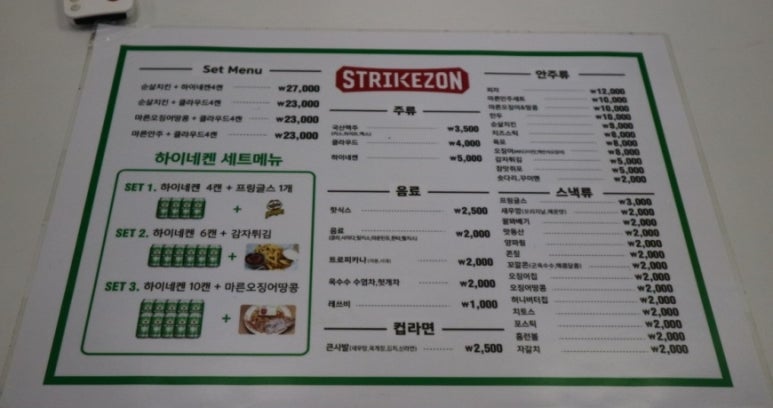 STRIKEZON
Set Menu
순살치킨 + 하이네켄4캔 ₩27,000
순살치킨 + 클라우드4캔 ₩23,000
마른오징어땅콩 + 클라우드4캔 ₩23,000
마른안주 + 클라우드4캔 ₩23,000
하이네켄 세트메뉴
SET 1. 하이네켄 4캔 + 프링글스 1개
+
SET 2. 하이네켄 6캔 + 감자튀김
+
SET 3. 하이네켄 10캔 + 마른오징어땅콩
+
주류
국산맥주 ₩3,500
클라우드 ₩4,000
하이네켄 ₩5,000
음료
핫식스 ₩2,500
음료 ₩2,000
트로피카나 ₩2,000
옥수수 수염차,헛개차 ₩2,000
레쓰비 ₩1,000
컵라면
큰사발 ₩2,500
안주류
피자 ₩12,000
마른안주세트 ₩10,000
마른오징어&땅콩 ₩10,000
만두 ₩10,000
순살치킨 ₩9,000
치즈스틱 ₩8,000
육포 ₩8,000
오징어 ₩8,000
감자튀김 ₩5,000
장맛쥐포 ₩5,000
숏다리,꾸이맨 ₩2,000
스낵류
프링글스 ₩3,000
새우깡 ₩2,000
꿀꽈배기 ₩2,000
맛동산 ₩2,000
양파링 ₩2,000
콘칩 ₩2,000
꼬깔콘 ₩2,000
오징어집 ₩2,000
오징어땅콩 ₩2,000
허니버터칩 ₩2,000
치토스 ₩2,000
포스틱 ₩2,000
홈런볼 ₩2,000
자갈치 ₩2,000